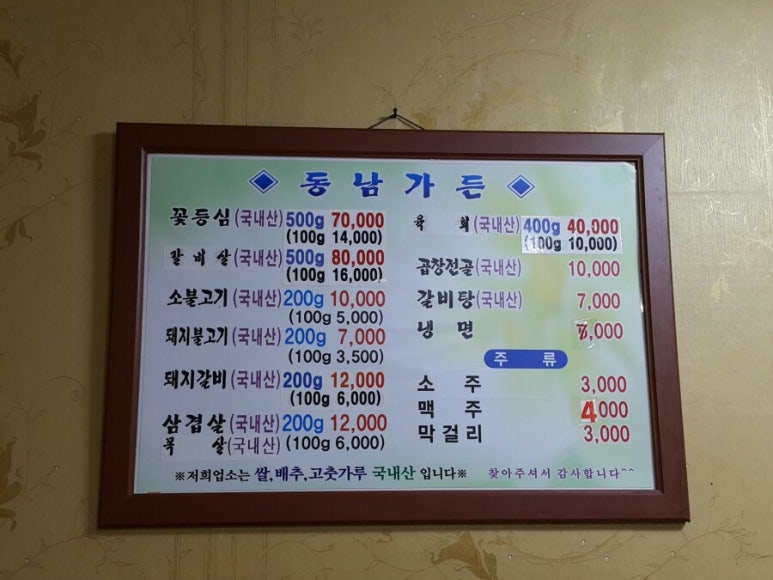 ◈ 동남가든 ◈
꽃등심(국내산) 500g 70,000
(100g 14,000)
갈비살(국내산) 500g 80,000
(100g 16,000)
소불고기(국내산) 200g 10,000
(100g 5,000)
돼지불고기(국내산) 200g 7,000
(100g 3,500)
돼지갈비(국내산) 200g 12,000
(100g 6,000)
삼겹살(국내산) 200g 12,000
목살(국내산) (100g 6,000)
육회(국내산) 400g 40,000
(100g 10,000)
곱창전골(국내산) 10,000
갈비탕(국내산) 7,000
냉면
주류
소주 3,000
맥주 4,000
막걸리 3,000
※저희업소는 쌀,배추,고춧가루 국내산 입니다※
찾아주셔서 감사합니다^^